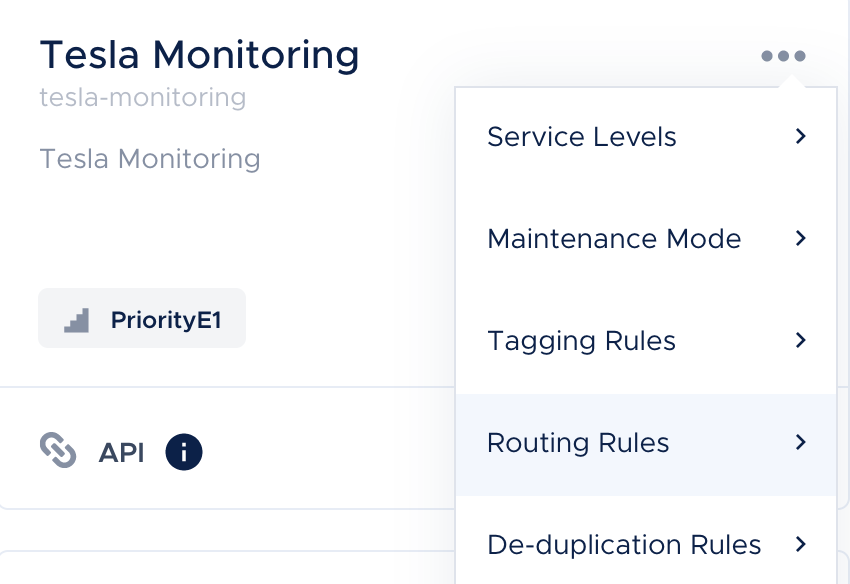 Tesla Monitoring
tesla-monitoring
Tesla Monitoring
PriorityE1
API
Service Levels
Maintenance Mode
Tagging Rules
Routing Rules
De-duplication Rules